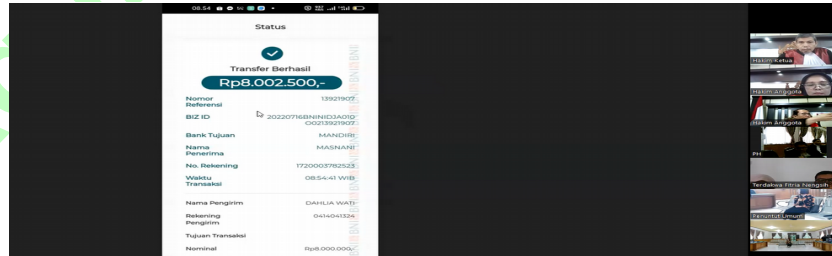 08.54
Status
Transfer Berhasil
Rp8.002.500,-
Nomor Referensi 13921907
BIZ ID 20220716BNINIDJA010
O0213921907
Bank Tujuan MANDIRI
Nama Penerima MASNANI
No. Rekening 1720003782523
Waktu Transaksi 08:54:41 WIB
Nama Pengirim DAHLIA WATI
Rekening Pengirim 0414041324
Tujuan Transaksi
Nominal Rp8.000.000,-
Hakim Ketua
Hakim Anggota
Hakim Anggota
PH
Terdakwa Fitria Ningsih
Penuntut Umum